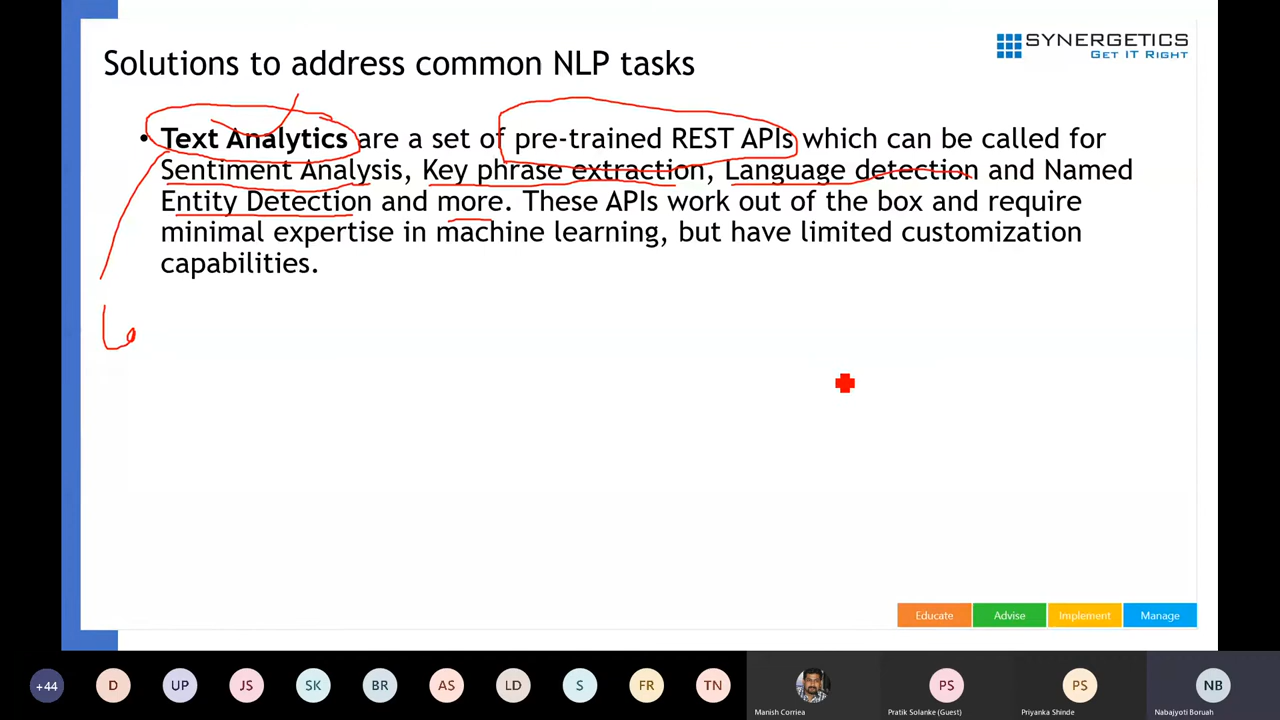 SYNERGETICS
GET IT RIGHT
Solutions to address common NLP tasks
• Text Analytics are a set of pre-trained REST APIs which can be called for
Sentiment Analysis, Key phrase extraction, Language detection and Named
Entity Detection and more. These APIs work out of the box and require
minimal expertise in machine learning, but have limited customization
capabilities.
Educate Advise Implement Manage
+44 D UP JS SK BR AS LD S FR TN PS PS NB
Manish Corriea Pratik Solanke (Guest) Priyanka Shinde Nabajyoti Boruah